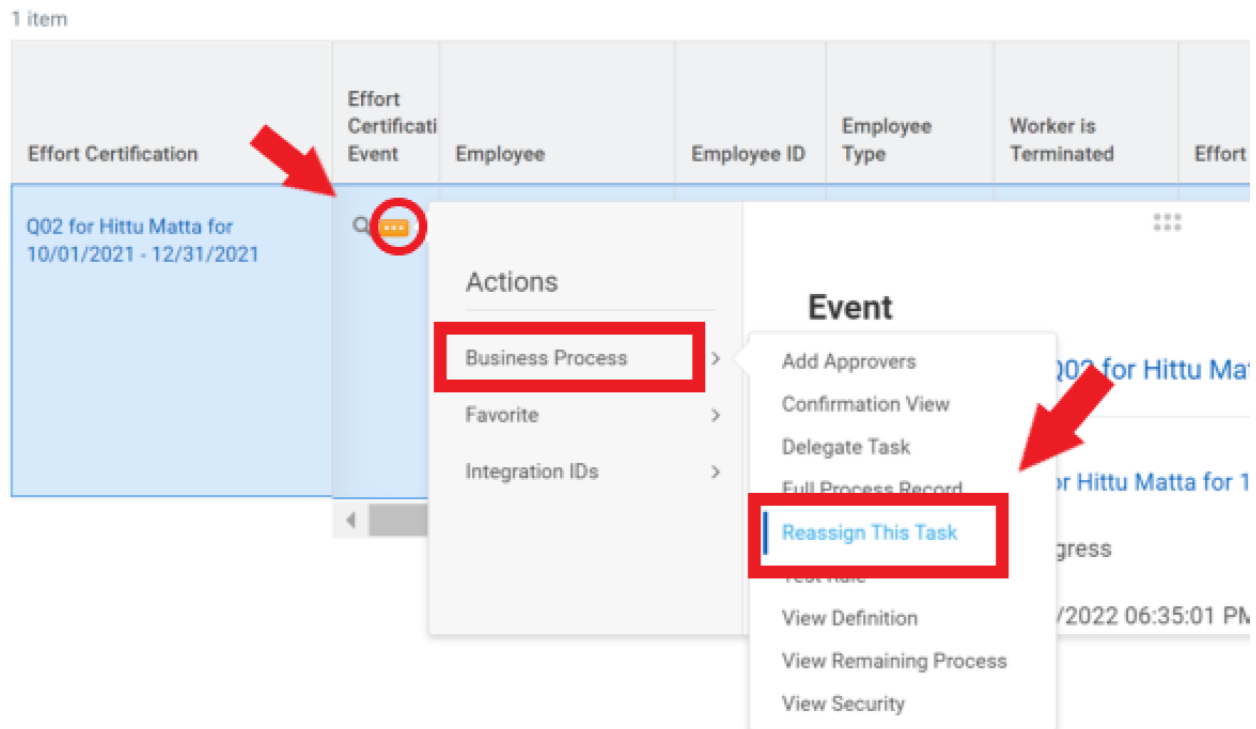 1 item
Effort Certification
Effort
Certificati
Event
Employee
Employee ID
Employee
Type
Worker is
Terminated
Effort
Q02 for Hittu Matta for
10/01/2021 - 12/31/2021
Actions
Business Process
Favorite
Integration IDs
Event
Add Approvers
Confirmation View
Delegate Task
Full Process Record
Reassign This Task
Test Rule
View Definition
View Remaining Process
View Security
Q02 for Hittu Mat
or Hittu Matta for 1
gress
/2022 06:35:01 PM